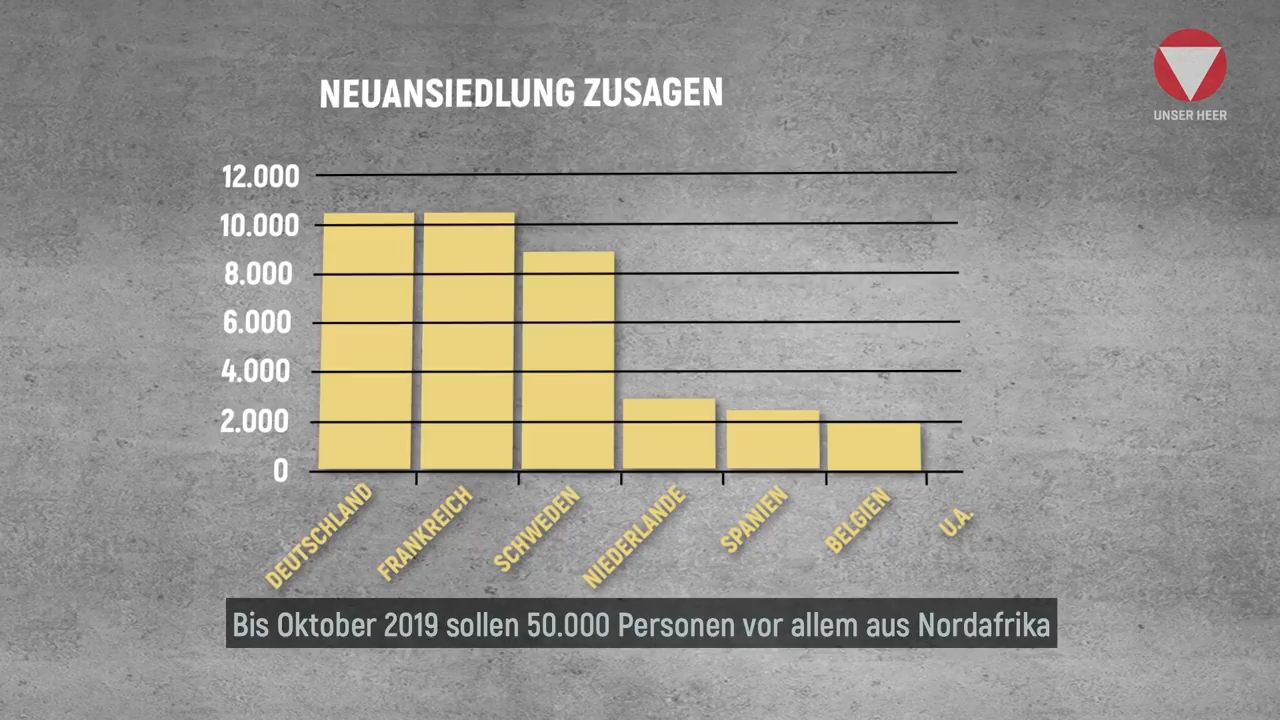 NEUANSIEDLUNG ZUSAGEN
UNSER HEER
12.000
10.000
8.000
6.000
4.000
2.000
0
DEUTSCHLAND
FRANKREICH
SCHWEDEN
NIEDERLANDE
SPANIEN
BELGIEN
U.A.
Bis Oktober 2019 sollen 50.000 Personen vor allem aus Nordafrika